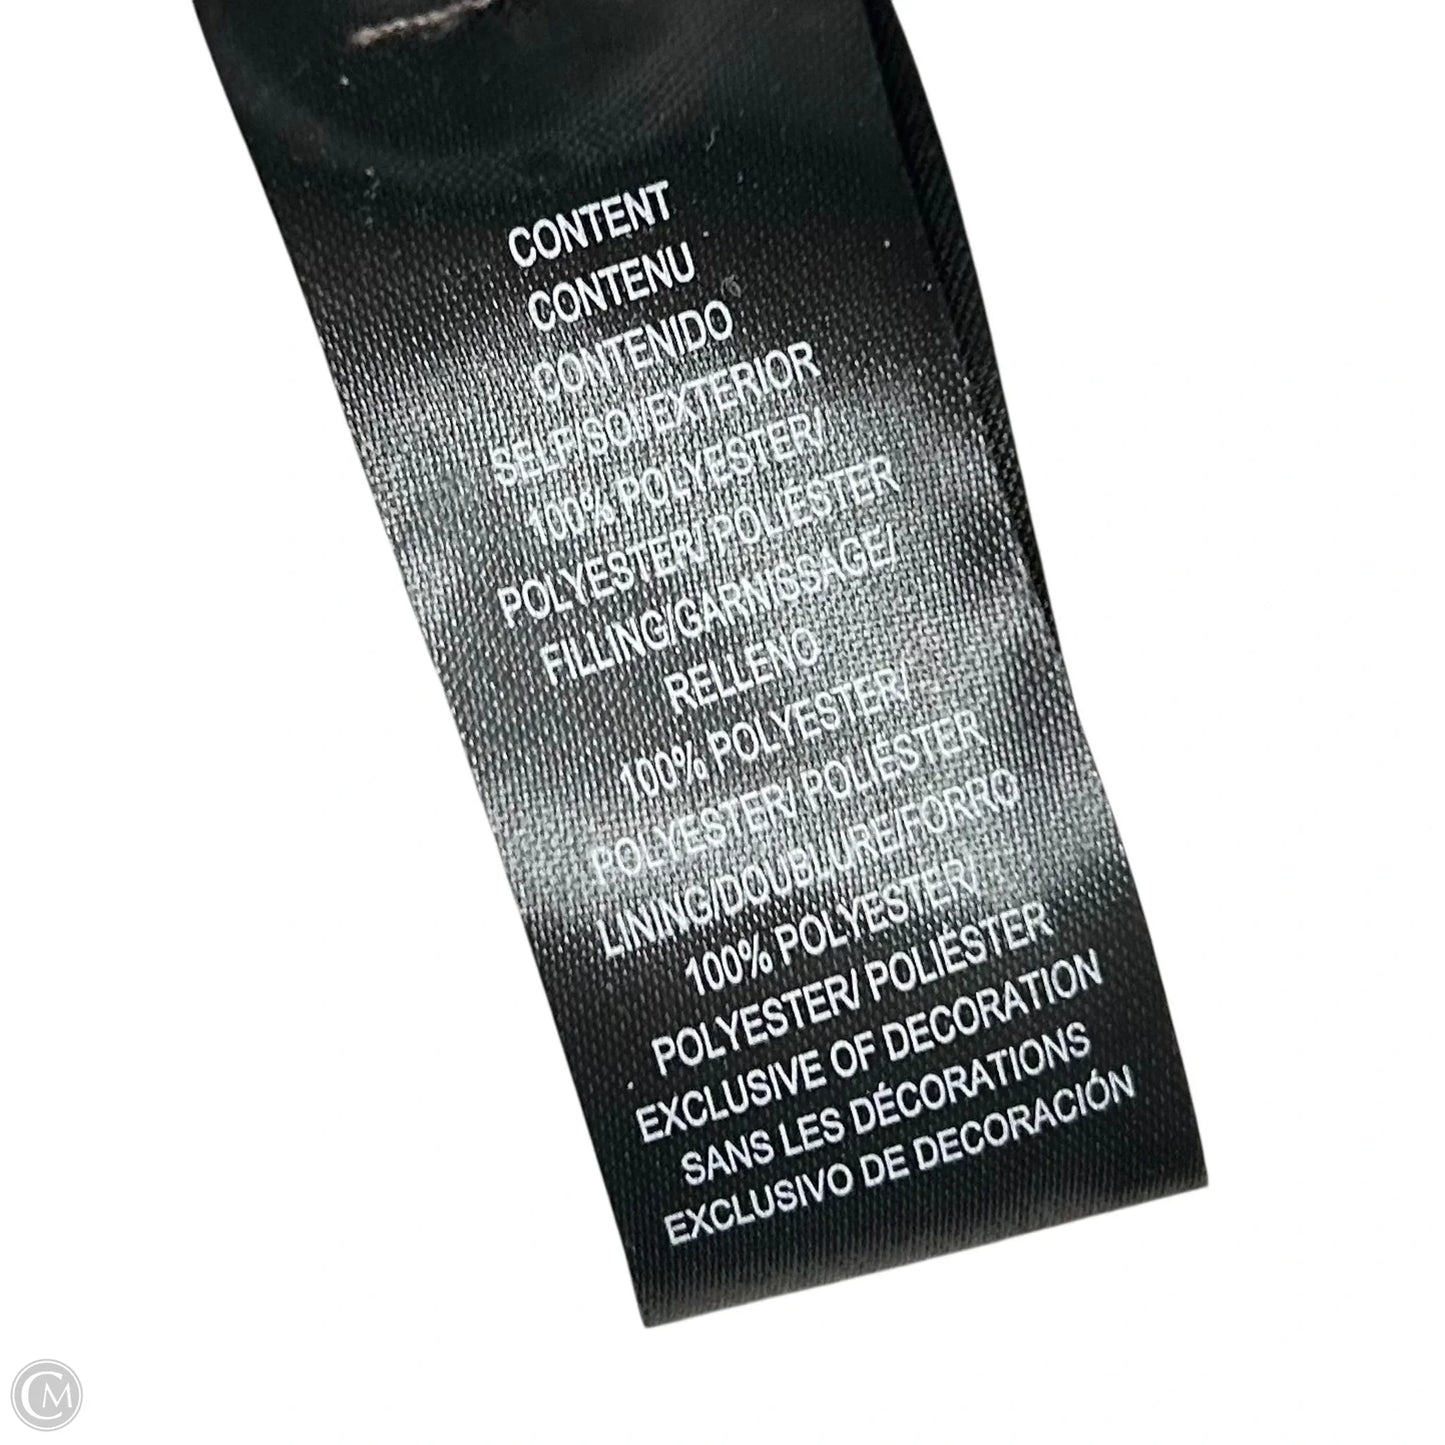 CONTENT
CONTENU
CONTENIDO
SELF/SOI/EXTERIOR
100% POLYESTER/
POLYESTER/ POLIÉSTER
FILLING/GARNISSAGE/
RELLENO
100% POLYESTER/
POLYESTER/ POLIÉSTER
LINING/DOUBLURE/FORRO
100% POLYESTER/
POLYESTER/ POLIÉSTER
EXCLUSIVE OF DECORATION
SANS LES DÉCORATIONS
EXCLUSIVO DE DECORACIÓN
CM